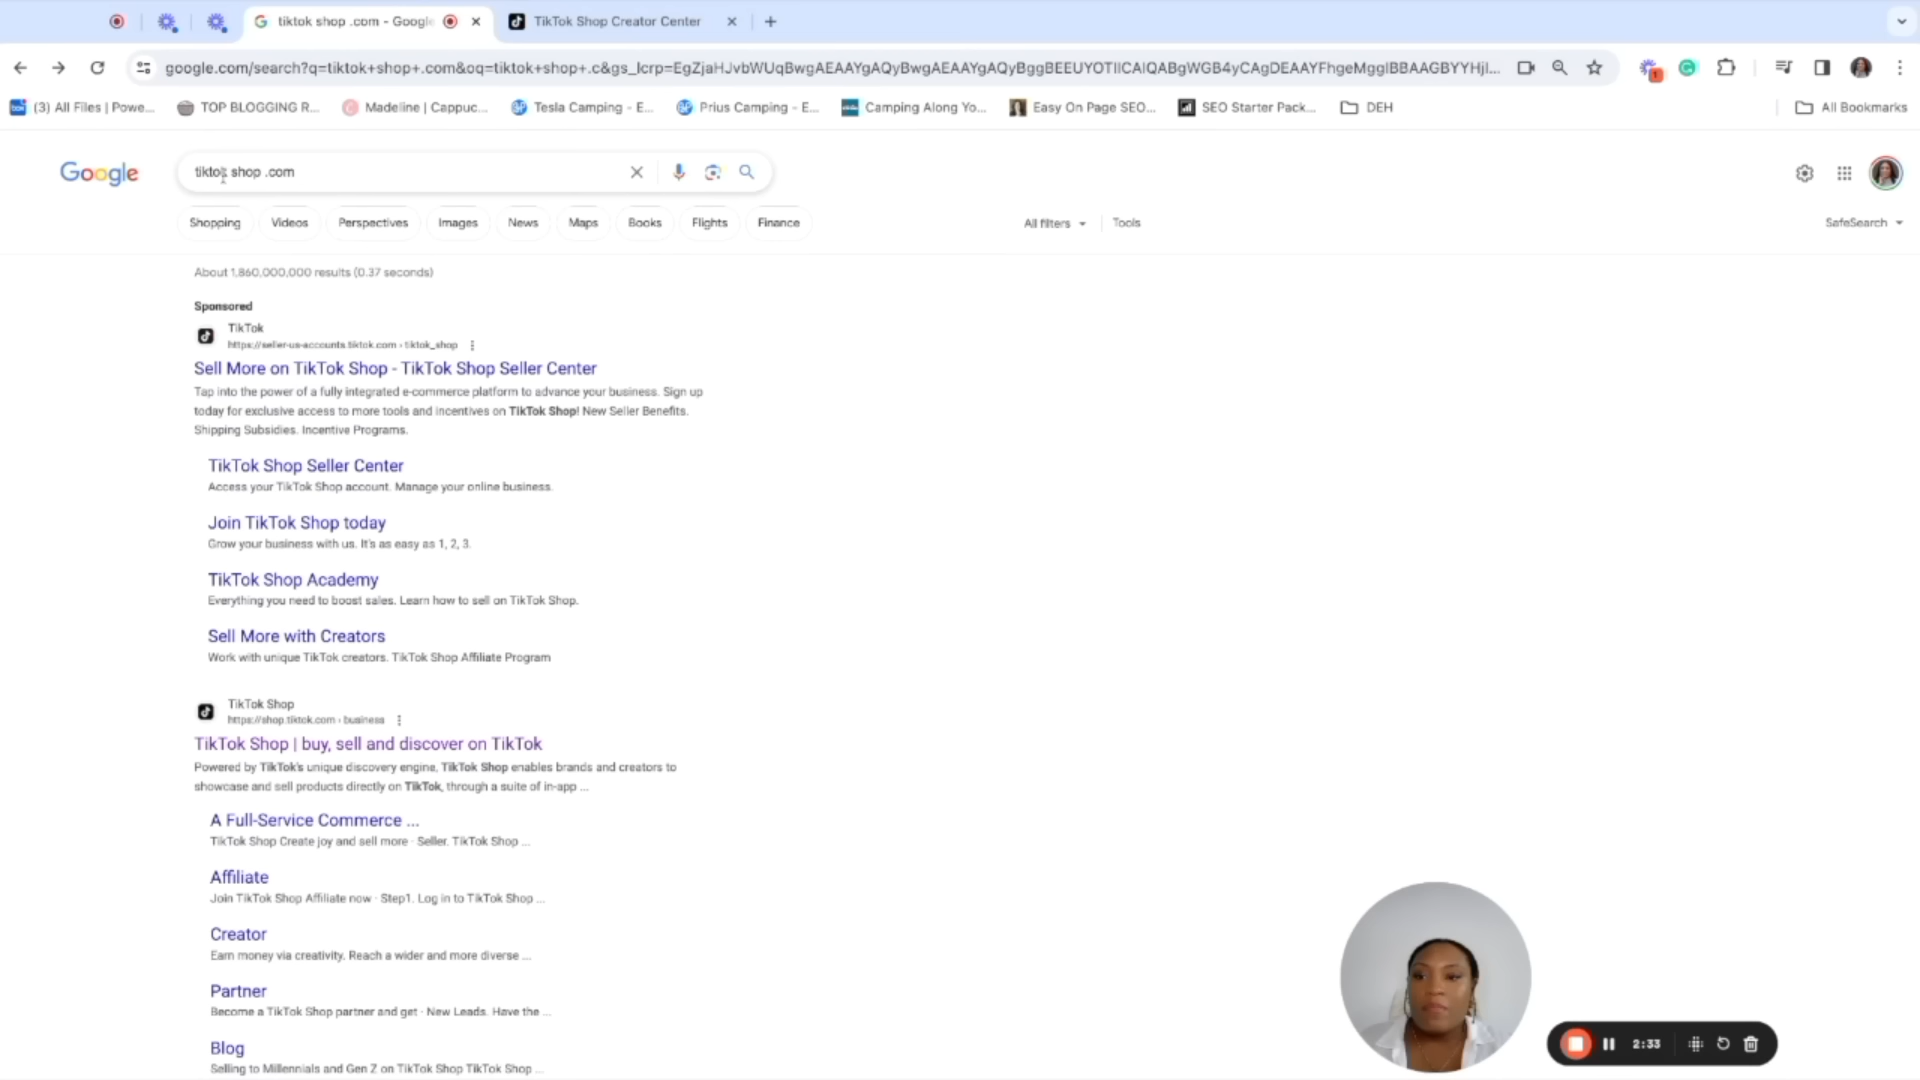 tiktok shop .com - Google
TikTok Shop Creator Center
google.com/search?q=tiktok+shop+.com&oq=tiktok+shop+.c&gs_lcrp=
(3) All Files | Powe...
TOP BLOGGING R...
Madeline | Cappuc...
Tesla Camping - E...
Prius Camping - E...
Camping Along Yo...
Easy On Page SEO...
SEO Starter Pack...
DEH
All Bookmarks
Google
tiktok shop .com
Shopping
Videos
Perspectives
Images
News
Maps
Books
Flights
Finance
All filters
Tools
SafeSearch
About 1,860,000,000 results (0.37 seconds)
Sponsored
TikTok
https://seller-us-accounts.tiktok.com › tiktok_shop
Sell More on TikTok Shop - TikTok Shop Seller Center
Tap into the power of a fully integrated e-commerce platform to advance your business. Sign up
today for exclusive access to more tools and incentives on TikTok Shop! New Seller Benefits.
Shipping Subsidies. Incentive Programs.
TikTok Shop Seller Center
Access your TikTok Shop account. Manage your online business.
Join TikTok Shop today
Grow your business with us. It's as easy as 1, 2, 3.
TikTok Shop Academy
Everything you need to boost sales. Learn how to sell on TikTok Shop.
Sell More with Creators
Work with unique TikTok creators. TikTok Shop Affiliate Program
TikTok Shop
https://shop.tiktok.com › business
TikTok Shop | buy, sell and discover on TikTok
Powered by TikTok's unique discovery engine, TikTok Shop enables brands and creators to
showcase and sell products directly on TikTok, through a suite of in-app ...
A Full-Service Commerce ...
TikTok Shop Create joy and sell more · Seller. TikTok Shop ...
Affiliate
Join TikTok Shop Affiliate now · Step1. Log in to TikTok Shop ...
Creator
Earn money via creativity. Reach a wider and more diverse ...
Partner
Become a TikTok Shop partner and get · New Leads. Have the ...
Blog
Selling to Millennials and Gen Z on TikTok Shop TikTok Shop ...
2:33